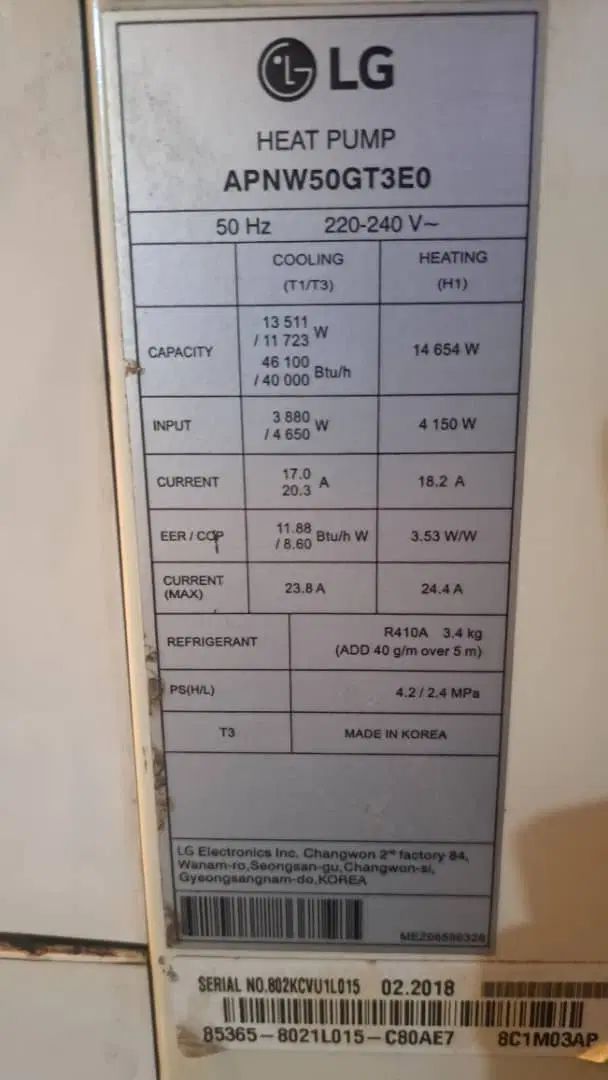 LG
HEAT PUMP
APNW50GT3E0
50 Hz 220-240 V~
COOLING (T1/T3) HEATING (H1)
CAPACITY 13 511 / 11 723 W 46 100 / 40 000 Btu/h 14 654 W
INPUT 3 880 / 4 650 W 4 150 W
CURRENT 17.0 20.3 A 18.2 A
EER / COP 11.88 / 8.60 Btu/h W 3.53 W/W
CURRENT (MAX) 23.8 A 24.4 A
REFRIGERANT R410A 3.4 kg (ADD 40 g/m over 5 m)
PS(H/L) 4.2 / 2.4 MPa
T3 MADE IN KOREA
LG Electronics Inc. Changwon 2nd factory 84,
Wanam-ro, Seongsan-gu, Changwon-si,
Gyeongsangnam-do, KOREA
SERIAL NO.802KCVU1L015 02.2018
85365-8021L015-C80AE7 8C1M03AP